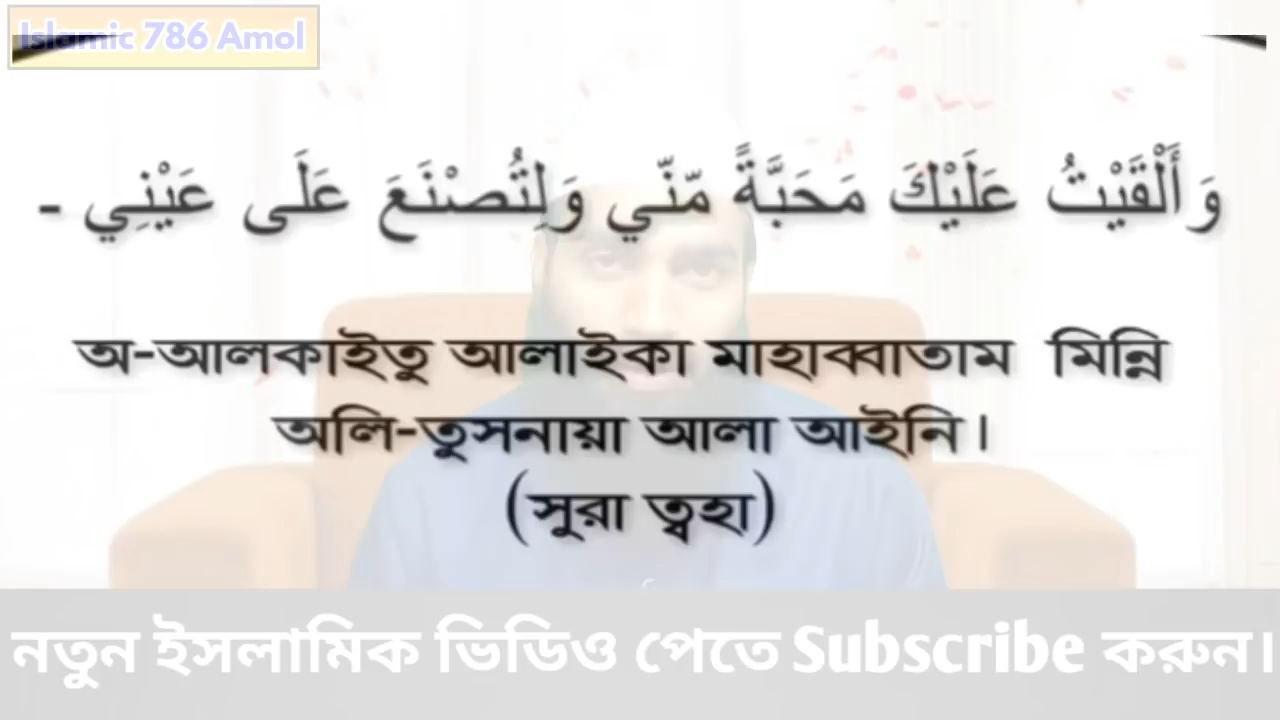 Islamic 786 Amol
وَأَلْقَيْتُ عَلَيْكَ مَحَبَّةً مِّنِّي وَلِتُصْنَعَ عَلَى عَيْنِي -
অ-আলকাইতু আলাইকা মাহাব্বাতাম মিন্নি
অলি-তুসনায়া আলা আইনি।
(সুরা ত্বহা)
নতুন ইসলামিক ভিডিও পেতে Subscribe করুন।